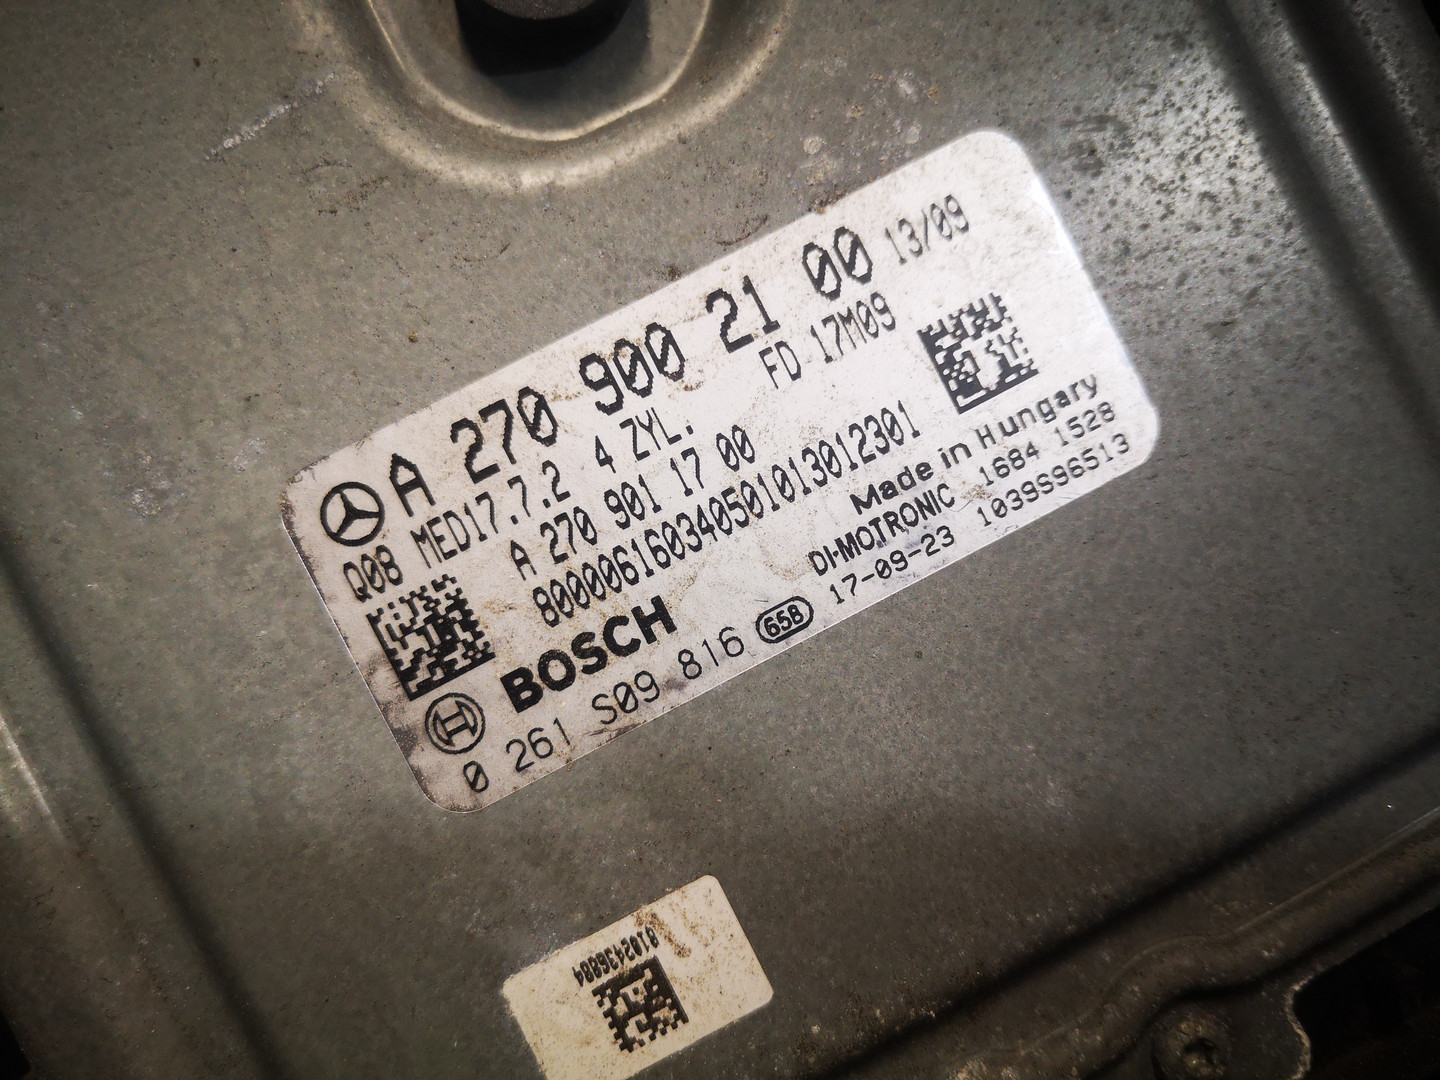 A 270 900 21 00 13/09
Q08 MED17.7.2 4 ZYL. FD 17M09
A 270 901 17 00
800006160340501013012301
Made in Hungary
BOSCH DI-MOTRONIC 1684 1528
0 261 S09 816 658 17-09-23 1039S96513